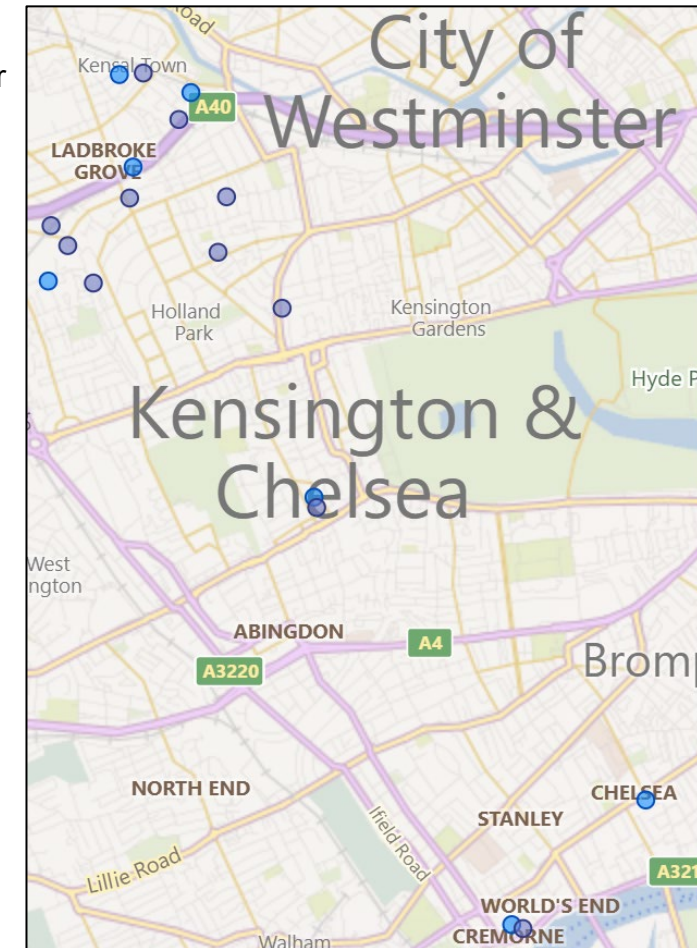 r
Road
City of
Westminster
Kensal Town
A40
LADBROKE
GROVE
Holland
Park
Kensington
Gardens
Hyde P
Kensington &
Chelsea
West
ngton
ABINGDON
A4
A3220
Bromp
NORTH END
CHELSEA
STANLEY
Ifield Road
Lillie Road
A321
WORLD'S END
CREMORNE
Walham